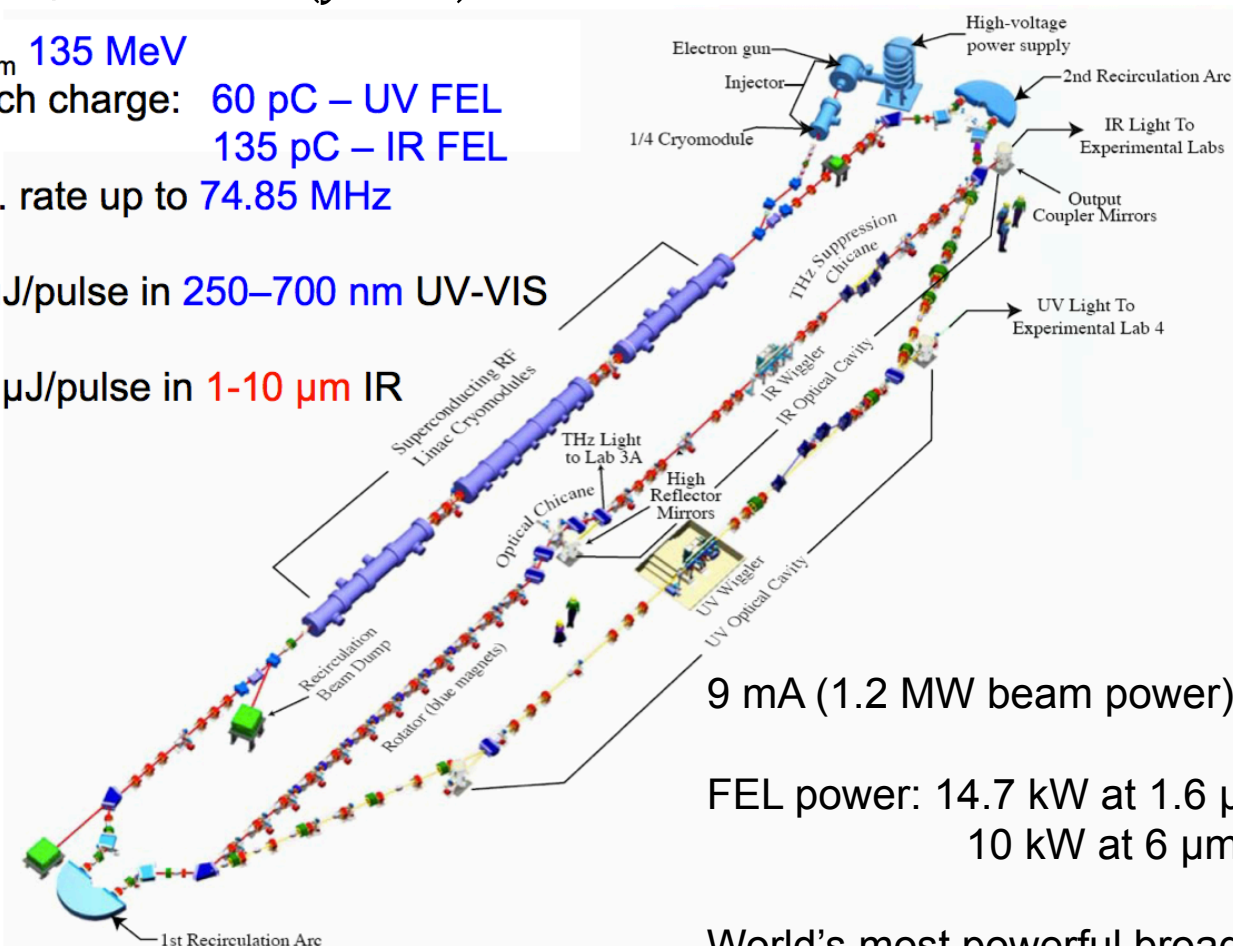 135 MeV
ch charge: 60 pC – UV FEL
135 pC – IR FEL
. rate up to 74.85 MHz
J/pulse in 250–700 nm UV-VIS
µJ/pulse in 1-10 µm IR
High-voltage
power supply
Electron gun
Injector
1/4 Cryomodule
2nd Recirculation Arc
IR Light To
Experimental Labs
Output
Coupler Mirrors
THz Suppression
Chicane
UV Light To
Experimental Lab 4
IR Wiggler
IR Optical Cavity
Superconducting RF
Linac Cryomodules
THz Light
to Lab 3A
High
Reflector
Mirrors
Optical Chicane
UV Wiggler
UV Optical Cavity
Recirculation
Beam Dump
Rotator (blue magnets)
1st Recirculation Arc
9 mA (1.2 MW beam power)
FEL power: 14.7 kW at 1.6 µ
10 kW at 6 µm
World's most powerful broad